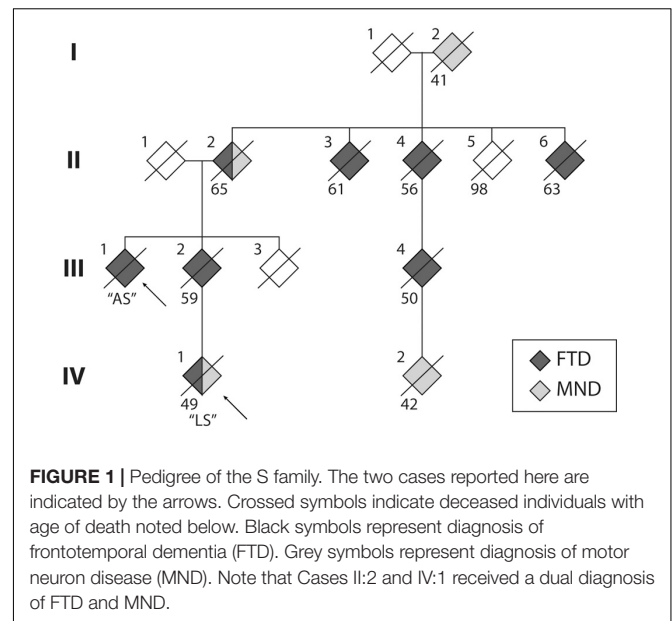 I
1
2
41
II
1
2
3
4
5
6
65
61
56
98
63
III
1
2
3
4
"AS"
59
50
IV
1
2
49
42
"LS"
FTD
MND
FIGURE 1 | Pedigree of the S family. The two cases reported here are
indicated by the arrows. Crossed symbols indicate deceased individuals with
age of death noted below. Black symbols represent diagnosis of
frontotemporal dementia (FTD). Grey symbols represent diagnosis of motor
neuron disease (MND). Note that Cases II:2 and IV:1 received a dual diagnosis
of FTD and MND.